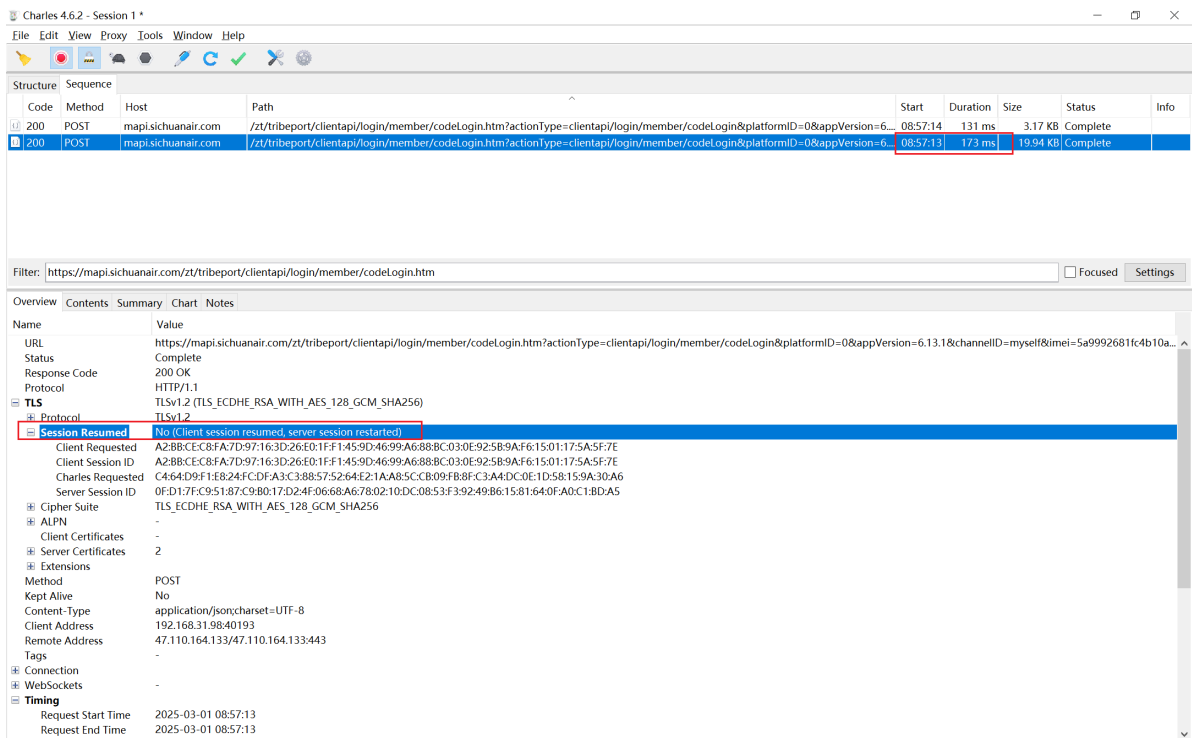 Charles 4.6.2 - Session 1 *
File Edit View Proxy Tools Window Help
Structure Sequence
Code Method Host Path Start Duration Size Status Info
200 POST mapi.sichuanair.com /zt/tribeport/clientapi/login/member/codeLogin.htm?actionType=clientapi/login/member/codeLogin&platformID=0&appVersion=6.... 08:57:14 131 ms 3.17 KB Complete
200 POST mapi.sichuanair.com /zt/tribeport/clientapi/login/member/codeLogin.htm?actionType=clientapi/login/member/codeLogin&platformID=0&appVersion=6.... 08:57:13 173 ms 19.94 KB Complete
Filter: https://mapi.sichuanair.com/zt/tribeport/clientapi/login/member/codeLogin.htm Focused Settings
Overview Contents Summary Chart Notes
Name Value
URL https://mapi.sichuanair.com/zt/tribeport/clientapi/login/member/codeLogin.htm?actionType=clientapi/login/member/codeLogin&platformID=0&appVersion=6.13.1&channelID=myself&imei=5a9992681fc4b10a...
Status Complete
Response Code 200 OK
Protocol HTTP/1.1
TLS TLSv1.2 (TLS_ECDHE_RSA_WITH_AES_128_GCM_SHA256)
Protocol TLSv1.2
Session Resumed No (Client session resumed, server session restarted)
Client Requested A2:BB:CE:C8:FA:7D:97:16:3D:26:E0:1F:F1:45:9D:46:99:A6:88:BC:03:0E:92:5B:9A:F6:15:01:17:5A:5F:7E
Client Session ID A2:BB:CE:C8:FA:7D:97:16:3D:26:E0:1F:F1:45:9D:46:99:A6:88:BC:03:0E:92:5B:9A:F6:15:01:17:5A:5F:7E
Charles Requested C4:64:D9:F1:E8:24:FC:DF:A3:C3:88:57:52:64:E2:1A:A8:5C:CB:09:FB:8F:C3:A4:DC:0E:1D:58:15:9A:30:A6
Server Session ID 0F:D1:7F:C9:51:87:C9:B0:17:D2:4F:06:68:A6:78:02:10:DC:08:53:F3:92:49:B6:15:81:64:0F:A0:C1:BD:A5
Cipher Suite TLS_ECDHE_RSA_WITH_AES_128_GCM_SHA256
ALPN -
Client Certificates -
Server Certificates 2
Extensions
Method POST
Kept Alive No
Content-Type application/json;charset=UTF-8
Client Address 192.168.31.98:40193
Remote Address 47.110.164.133/47.110.164.133:443
Tags -
Connection
WebSockets -
Timing
Request Start Time 2025-03-01 08:57:13
Request End Time 2025-03-01 08:57:13